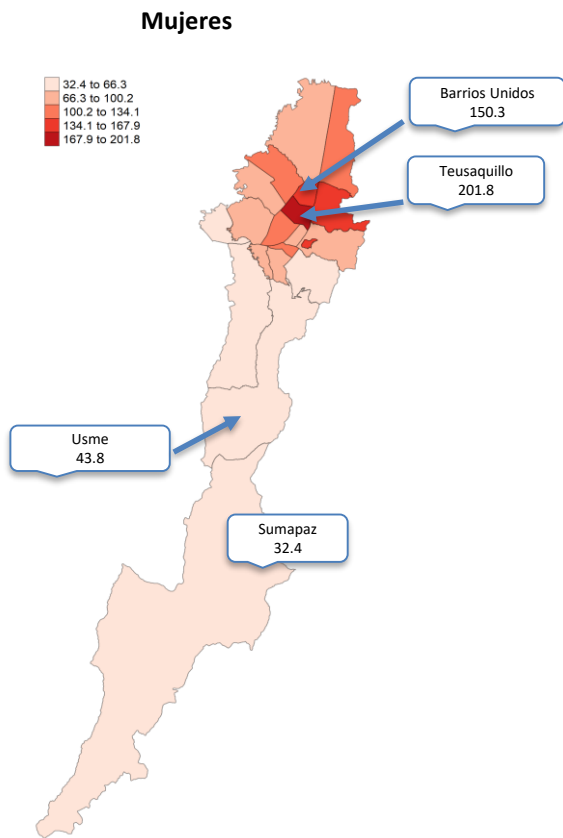 Mujeres
32.4 to 66.3
66.3 to 100.2
100.2 to 134.1
134.1 to 167.9
167.9 to 201.8
Barrios Unidos
150.3
Teusaquillo
201.8
Usme
43.8
Sumapaz
32.4